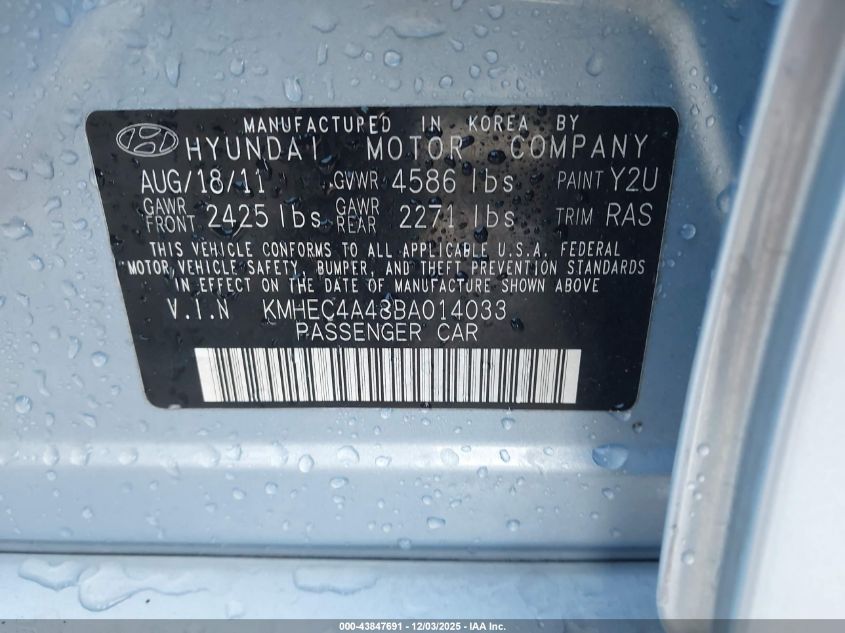 MANUFACTURED IN KOREA BY
HYUNDAI MOTOR COMPANY
AUG/18/11 GVWR 4586 lbs PAINT Y2U
GAWR FRONT 2425 lbs GAWR REAR 2271 lbs TRIM RAS
THIS VEHICLE CONFORMS TO ALL APPLICABLE U.S.A. FEDERAL
MOTOR VEHICLE SAFETY, BUMPER, AND THEFT PREVENTION STANDARDS
IN EFFECT ON THE DATE OF MANUFACTURE SHOWN ABOVE
V.I.N KMHEC4A48BA014033
PASSENGER CAR
000-43847691 - 12/03/2025 - IAA Inc.